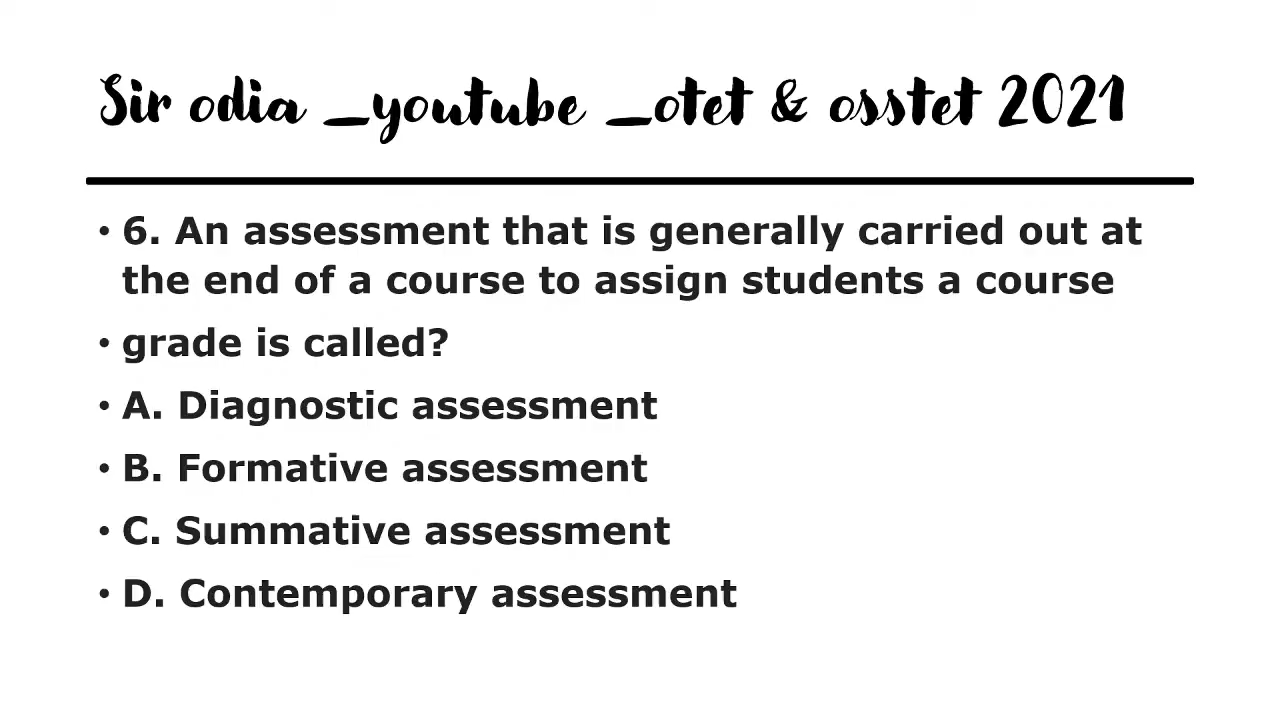 Sir odia _youtube _otet & osstet 2021
• 6. An assessment that is generally carried out at
the end of a course to assign students a course
• grade is called?
• A. Diagnostic assessment
• B. Formative assessment
• C. Summative assessment
• D. Contemporary assessment